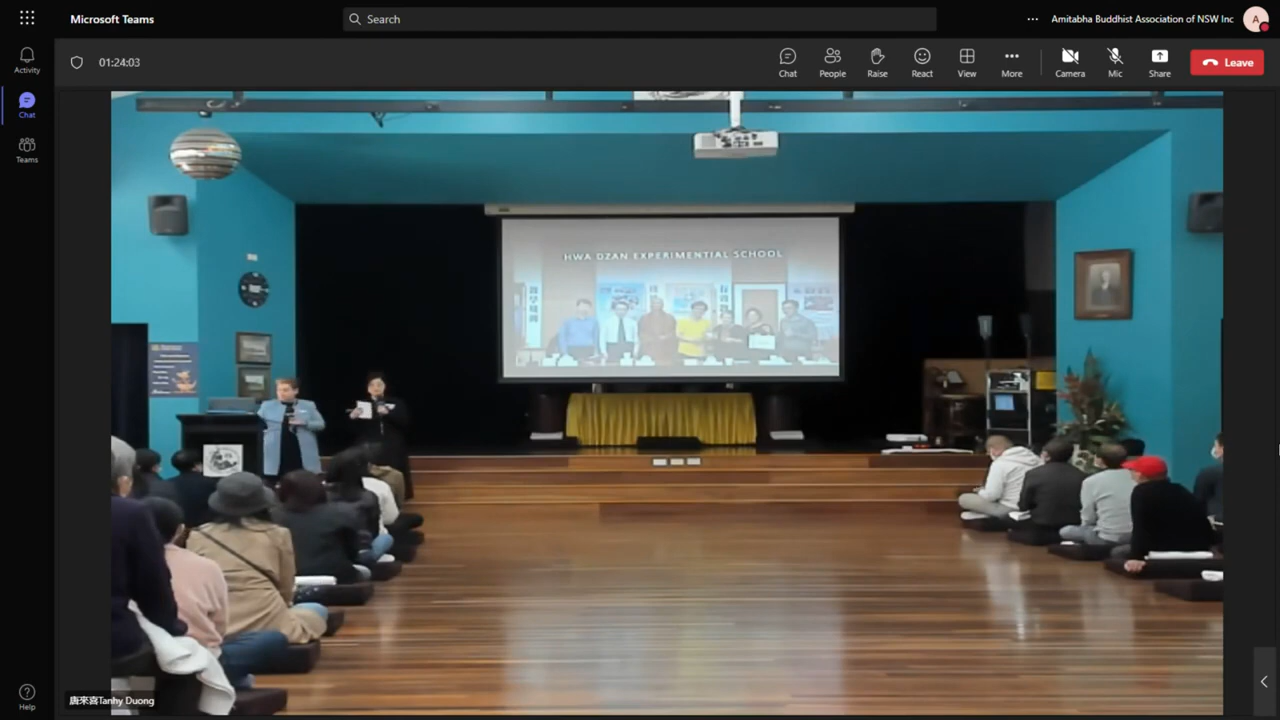 Microsoft Teams
Search
Amitabha Buddhist Association of NSW Inc
A
01:24:03
Chat
People
Raise
React
View
More
Camera
Mic
Share
Leave
Activity
Chat
Teams
HWA DZAN EXPERIMENTIAL SCHOOL
Help
唐來喜Tanhy Duong